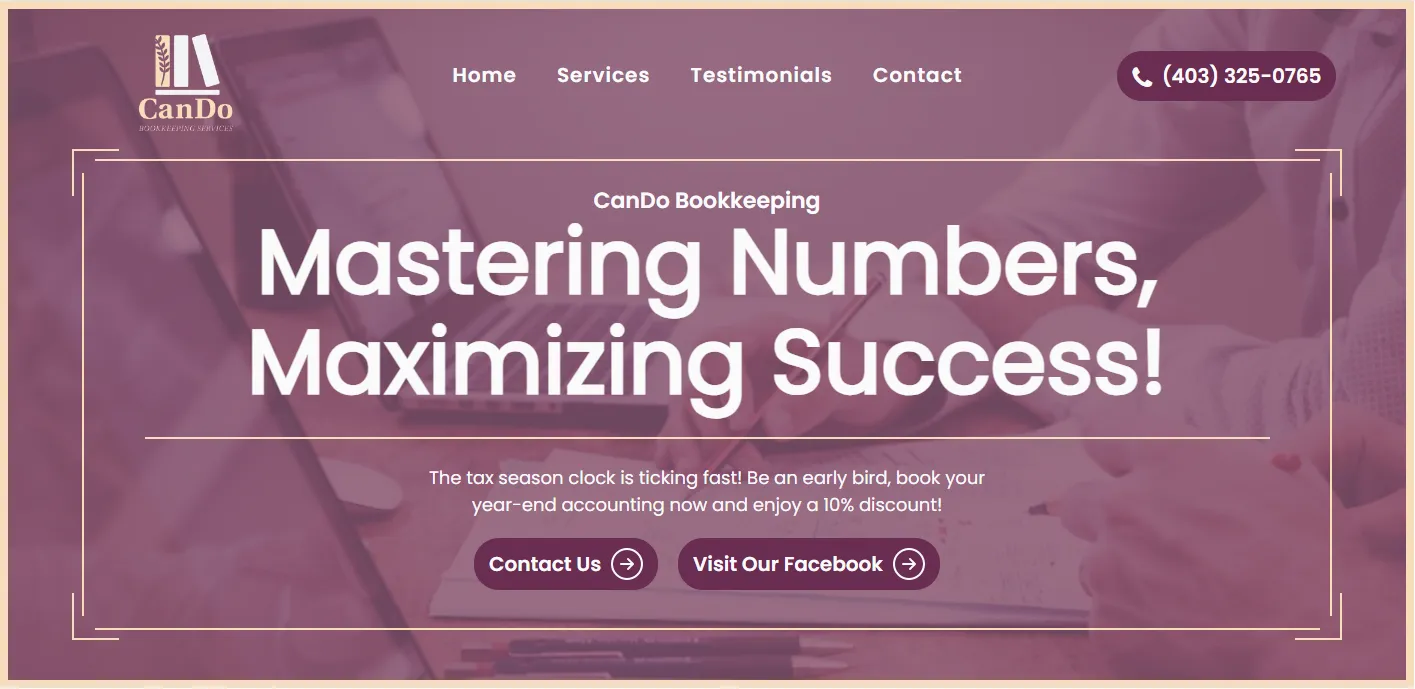 CanDo
BOOKKEEPING SERVICES
Home Services Testimonials Contact
(403) 325-0765
CanDo Bookkeeping
Mastering Numbers,
Maximizing Success!
The tax season clock is ticking fast! Be an early bird, book your
year-end accounting now and enjoy a 10% discount!
Contact Us
Visit Our Facebook